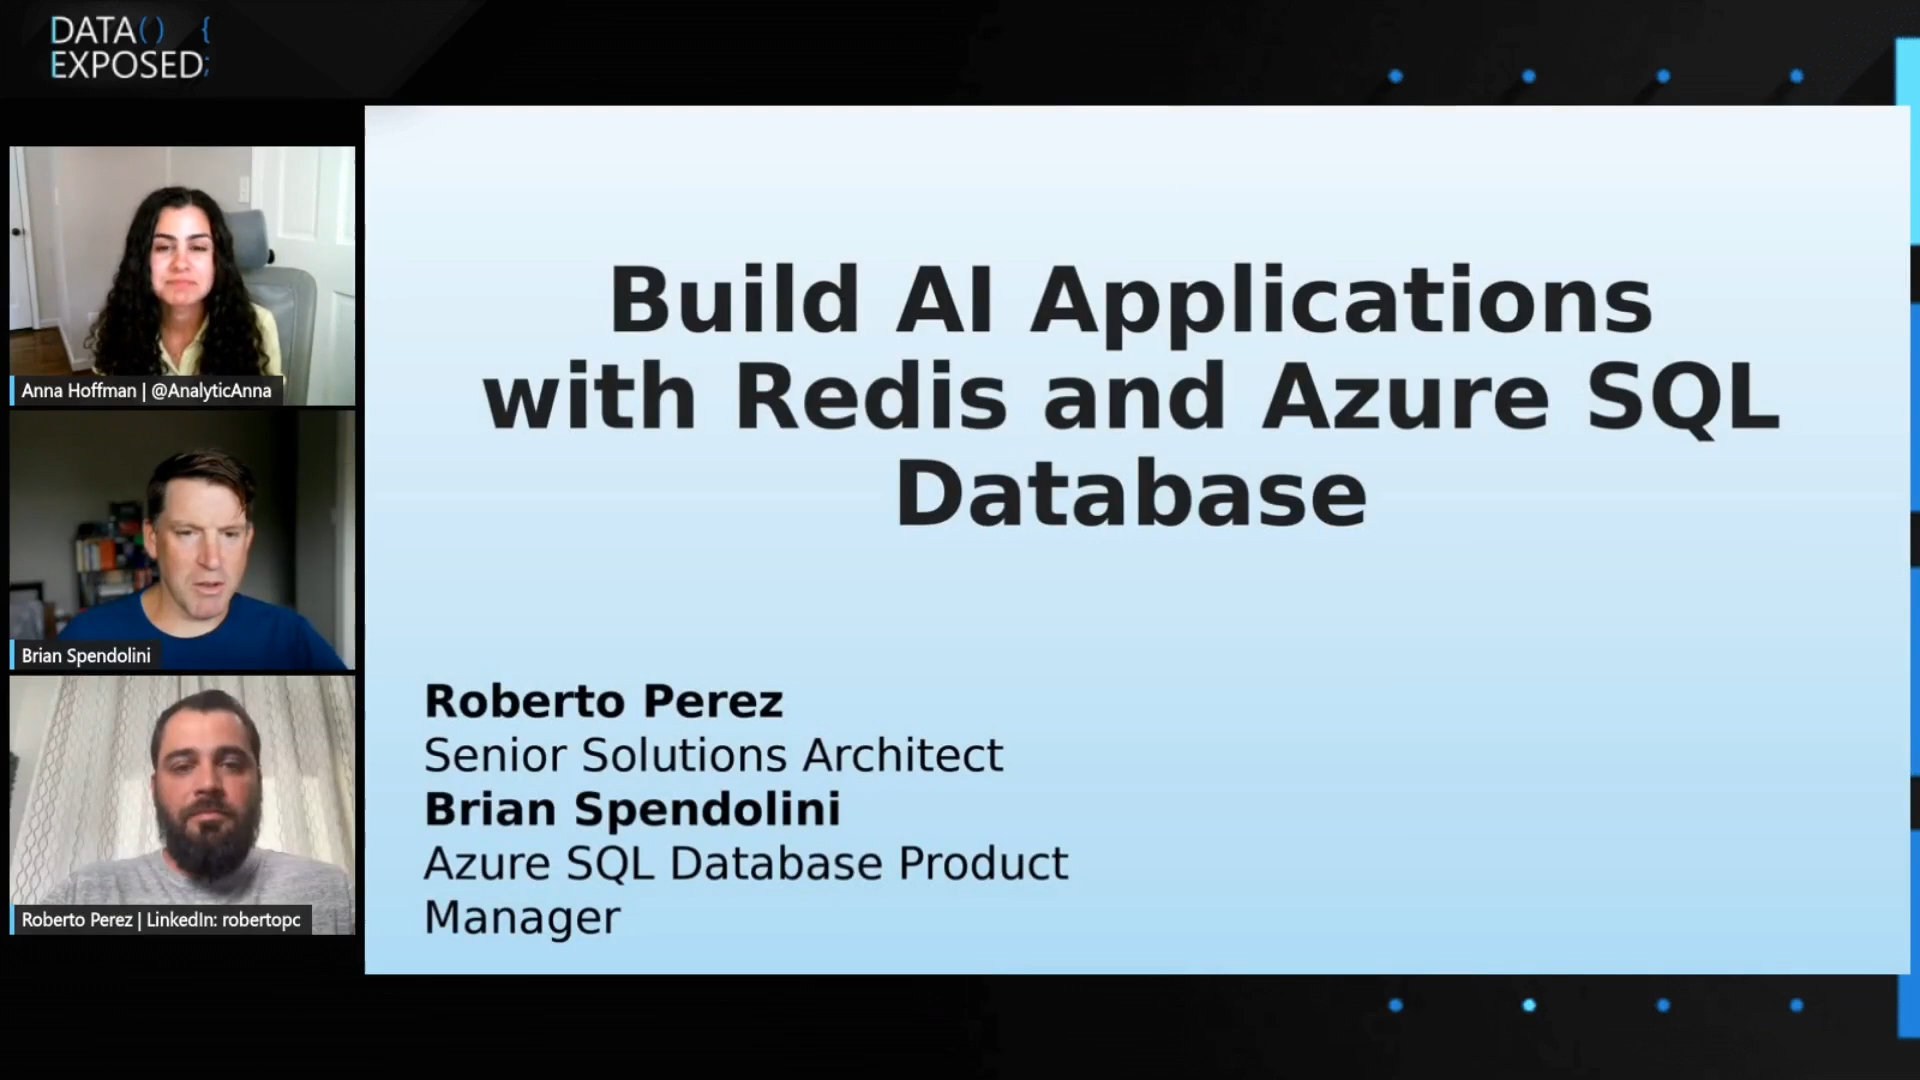 DATA() {
EXPOSED;
Anna Hoffman | @AnalyticAnna
Brian Spendolini
Roberto Perez | LinkedIn: robertopc
Build AI Applications
with Redis and Azure SQL
Database
Roberto Perez
Senior Solutions Architect
Brian Spendolini
Azure SQL Database Product
Manager